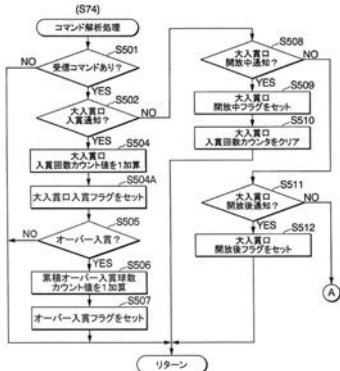 (S74)
コマンド解析処理
S501
受信コマンドあり？
NO
YES
S502
大入賞口
入賞通知？
NO
YES
S504
大入賞口
入賞回数カウント値を1加算
S504A
大入賞口入賞フラグをセット
S505
オーバー入賞？
NO
YES
S506
累積オーバー入賞球数
カウント値を1加算
S507
オーバー入賞フラグをセット
S508
大入賞口
開放中通知？
NO
YES
S509
大入賞口
開放中フラグをセット
S510
大入賞口
入賞回数カウンタをクリア
S511
大入賞口
開放後通知？
NO
YES
S512
大入賞口
開放後フラグをセット
A
リターン